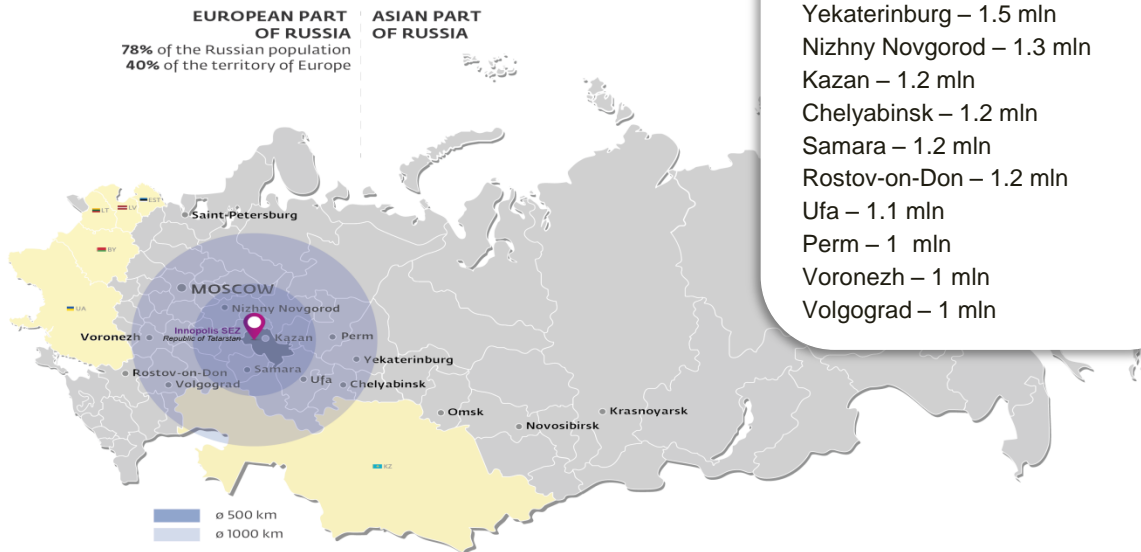 EUROPEAN PART
OF RUSSIA
78% of the Russian population
40% of the territory of Europe
ASIAN PART
OF RUSSIA
Yekaterinburg – 1.5 mln
Nizhny Novgorod – 1.3 mln
Kazan – 1.2 mln
Chelyabinsk – 1.2 mln
Samara – 1.2 mln
Rostov-on-Don – 1.2 mln
Ufa – 1.1 mln
Perm – 1 mln
Voronezh – 1 mln
Volgograd – 1 mln
EST
LV
LT
Saint-Petersburg
BY
MOSCOW
UA
Nizhny Novgorod
Innopolis SEZ
Republic of Tatarstan
Voronezh
Kazan
Perm
Yekaterinburg
Samara
Rostov-on-Don
Ufa
Volgograd
Chelyabinsk
Omsk
Krasnoyarsk
Novosibirsk
KZ
ø 500 km
ø 1000 km